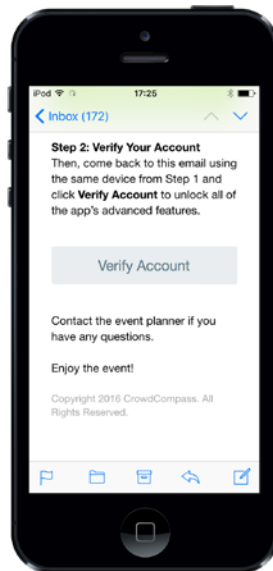 iPod 17:25
Inbox (172)
Step 2: Verify Your Account
Then, come back to this email using
the same device from Step 1 and
click Verify Account to unlock all of
the app's advanced features.
Verify Account
Contact the event planner if you
have any questions.
Enjoy the event!
Copyright 2016 CrowdCompass. All
Rights Reserved.